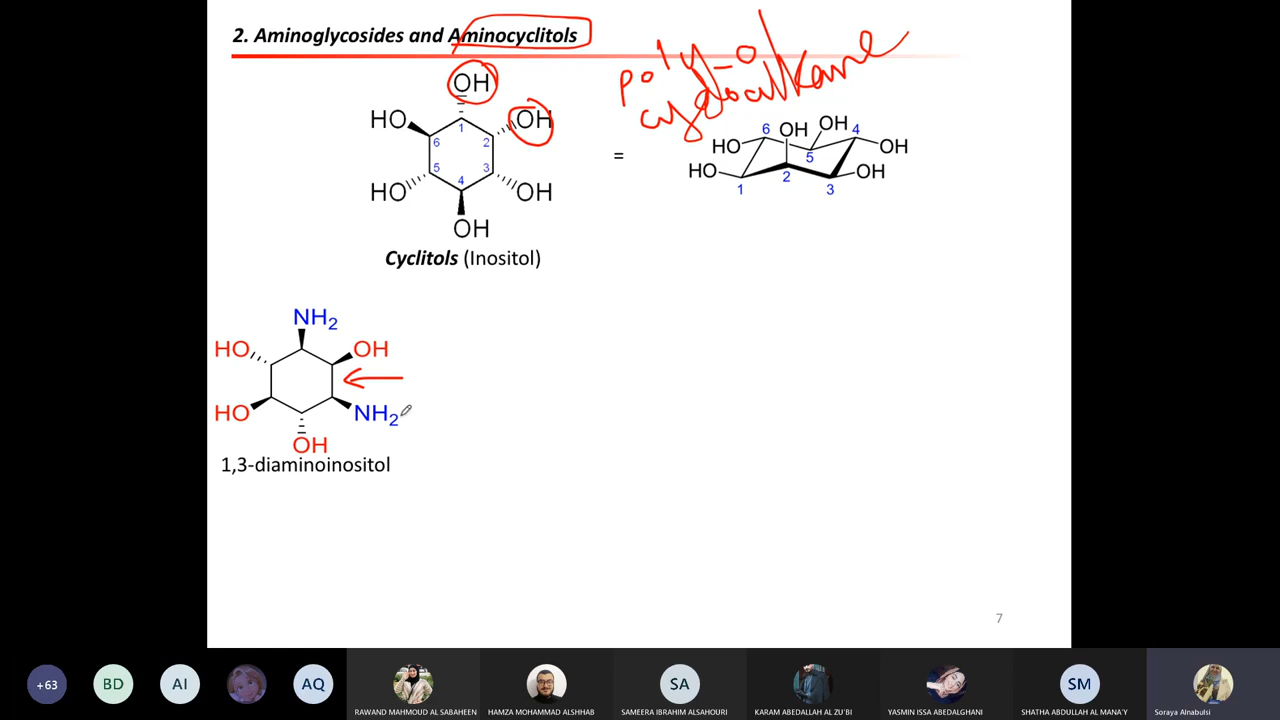 2. Aminoglycosides and Aminocyclitols
poly-ol
cycloalkane
OH
HO OH
1
6 2
5 3
4
HO OH
OH
=
6 OH OH 4
HO OH
5
HO OH
1 2 3
Cyclitols (Inositol)
NH2
HO OH
HO NH2
OH
1,3-diaminoinositol
7
+63 BD AI AQ SA SM
RAWAND MAHMOUD AL SABAHEEN HAMZA MOHAMMAD ALSHHAB SAMEERA IBRAHIM ALSAHOURI KARAM ABEDALLAH AL ZU'BI YASMIN ISSA ABEDALGHANI SHATHA ABDULLAH AL MANA'Y Soraya Alnabulsi